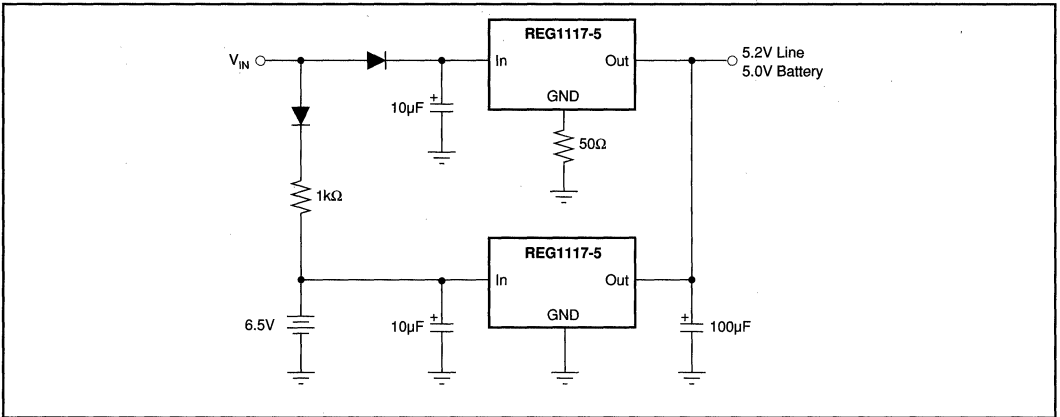 REG1117-5
V_IN
In
Out
5.2V Line
5.0V Battery
GND
10µF
+
50Ω
1kΩ
REG1117-5
In
Out
GND
6.5V
10µF
+
+
100µF